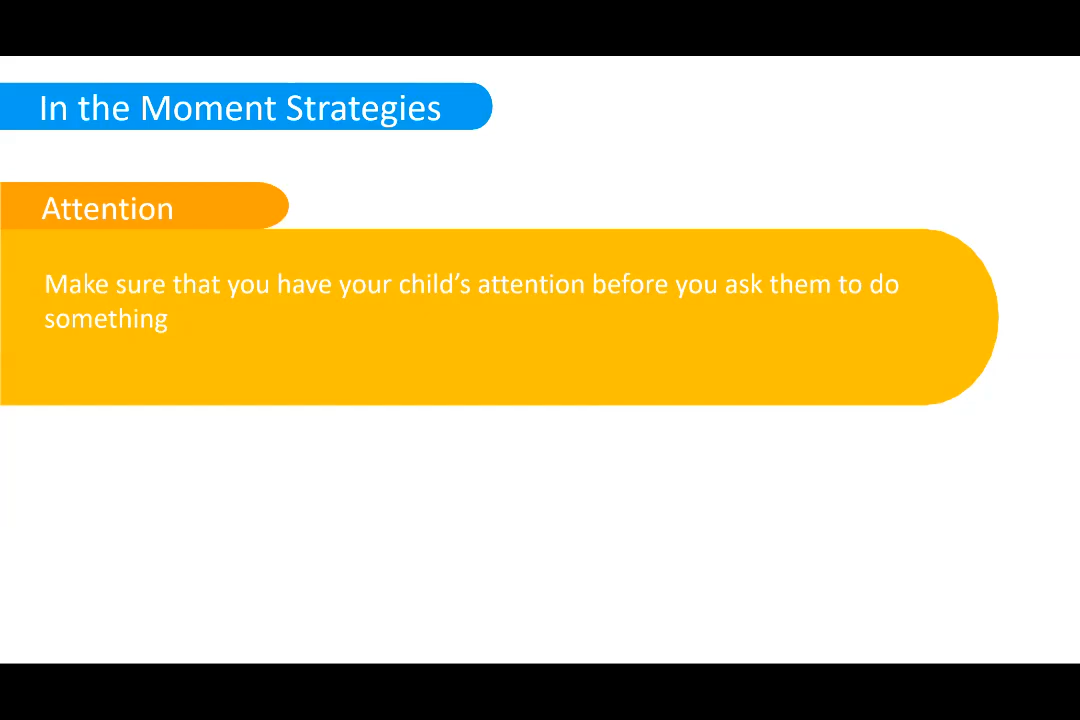 In the Moment Strategies
Attention
Make sure that you have your child’s attention before you ask them to do
something